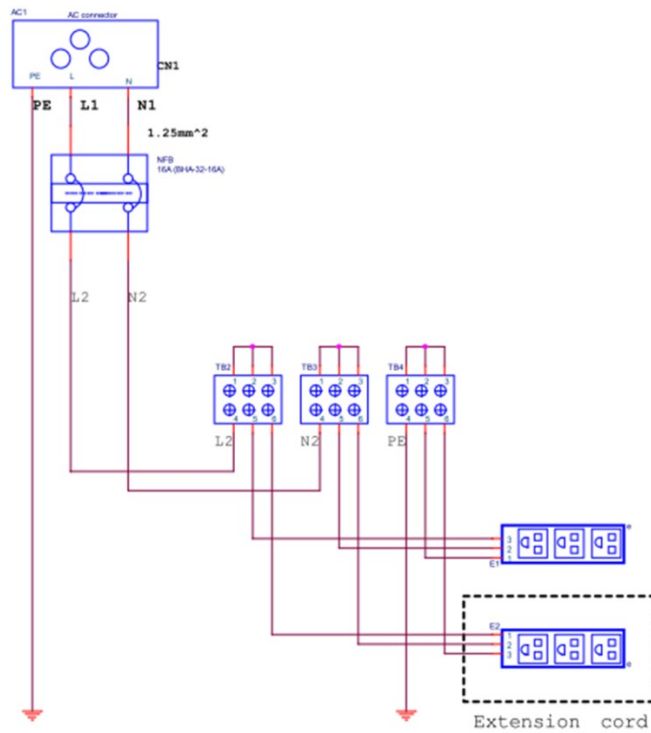 AC1 AC connector
CN1
PE L N
PE L1 N1
1.25mm^2
NFB
16A (BHA-32-16A)
L2 N2
TB2 TB3 TB4
1 2 3 1 2 3 1 2 3
4 5 6 4 5 6 4 5 6
L2 N2 PE
3
2
1
E1
E2
1
2
3
Extension cord